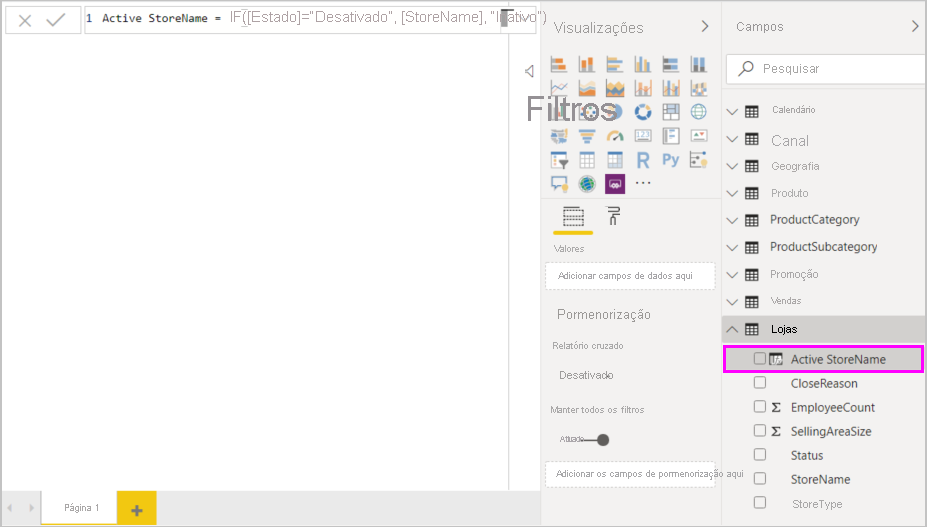 1 Active StoreName = IF([Estado]="Desativado", [StoreName], "Inativo")
Filtros
Visualizações
123
R
Py
Valores
Adicionar campos de dados aqui
Pormenorização
Relatório cruzado
Desativado
Manter todos os filtros
Ativado
Adicionar os campos de pormenorização aqui
Campos
Pesquisar
Calendário
Canal
Geografia
Produto
ProductCategory
ProductSubcategory
Promoção
Vendas
Lojas
Active StoreName
CloseReason
Σ EmployeeCount
Σ SellingAreaSize
Status
StoreName
StoreType
Página 1